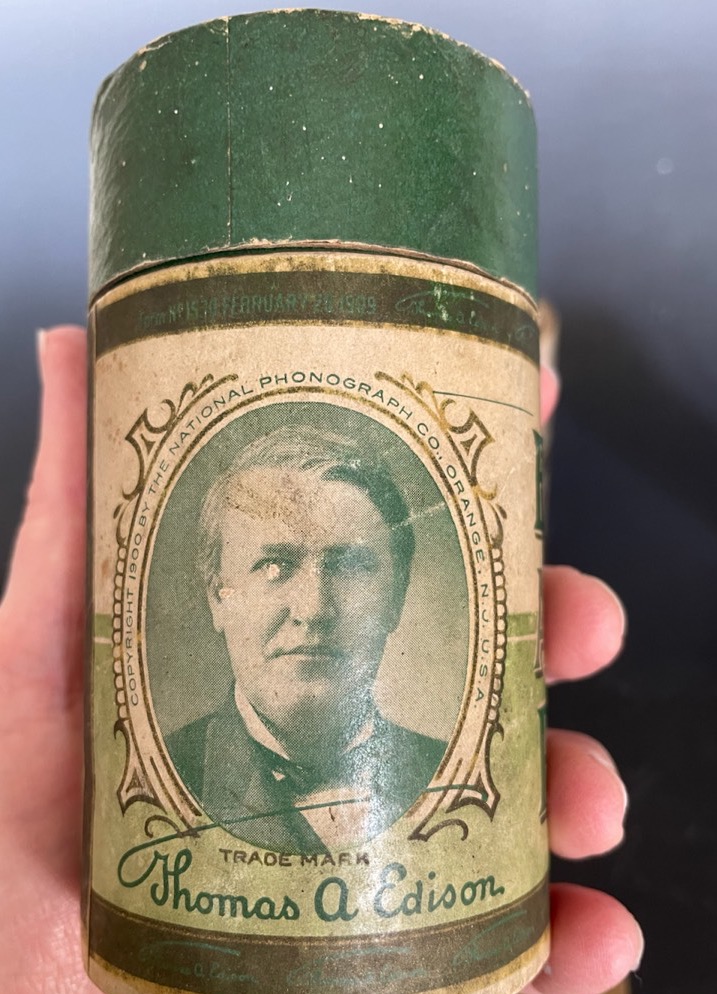 FEBRUARY
COPYRIGHT 1900 BY THE NATIONAL PHONOGRAPH CO., ORANGE, N.J. U.S.A
TRADE MARK
Thomas A Edison.